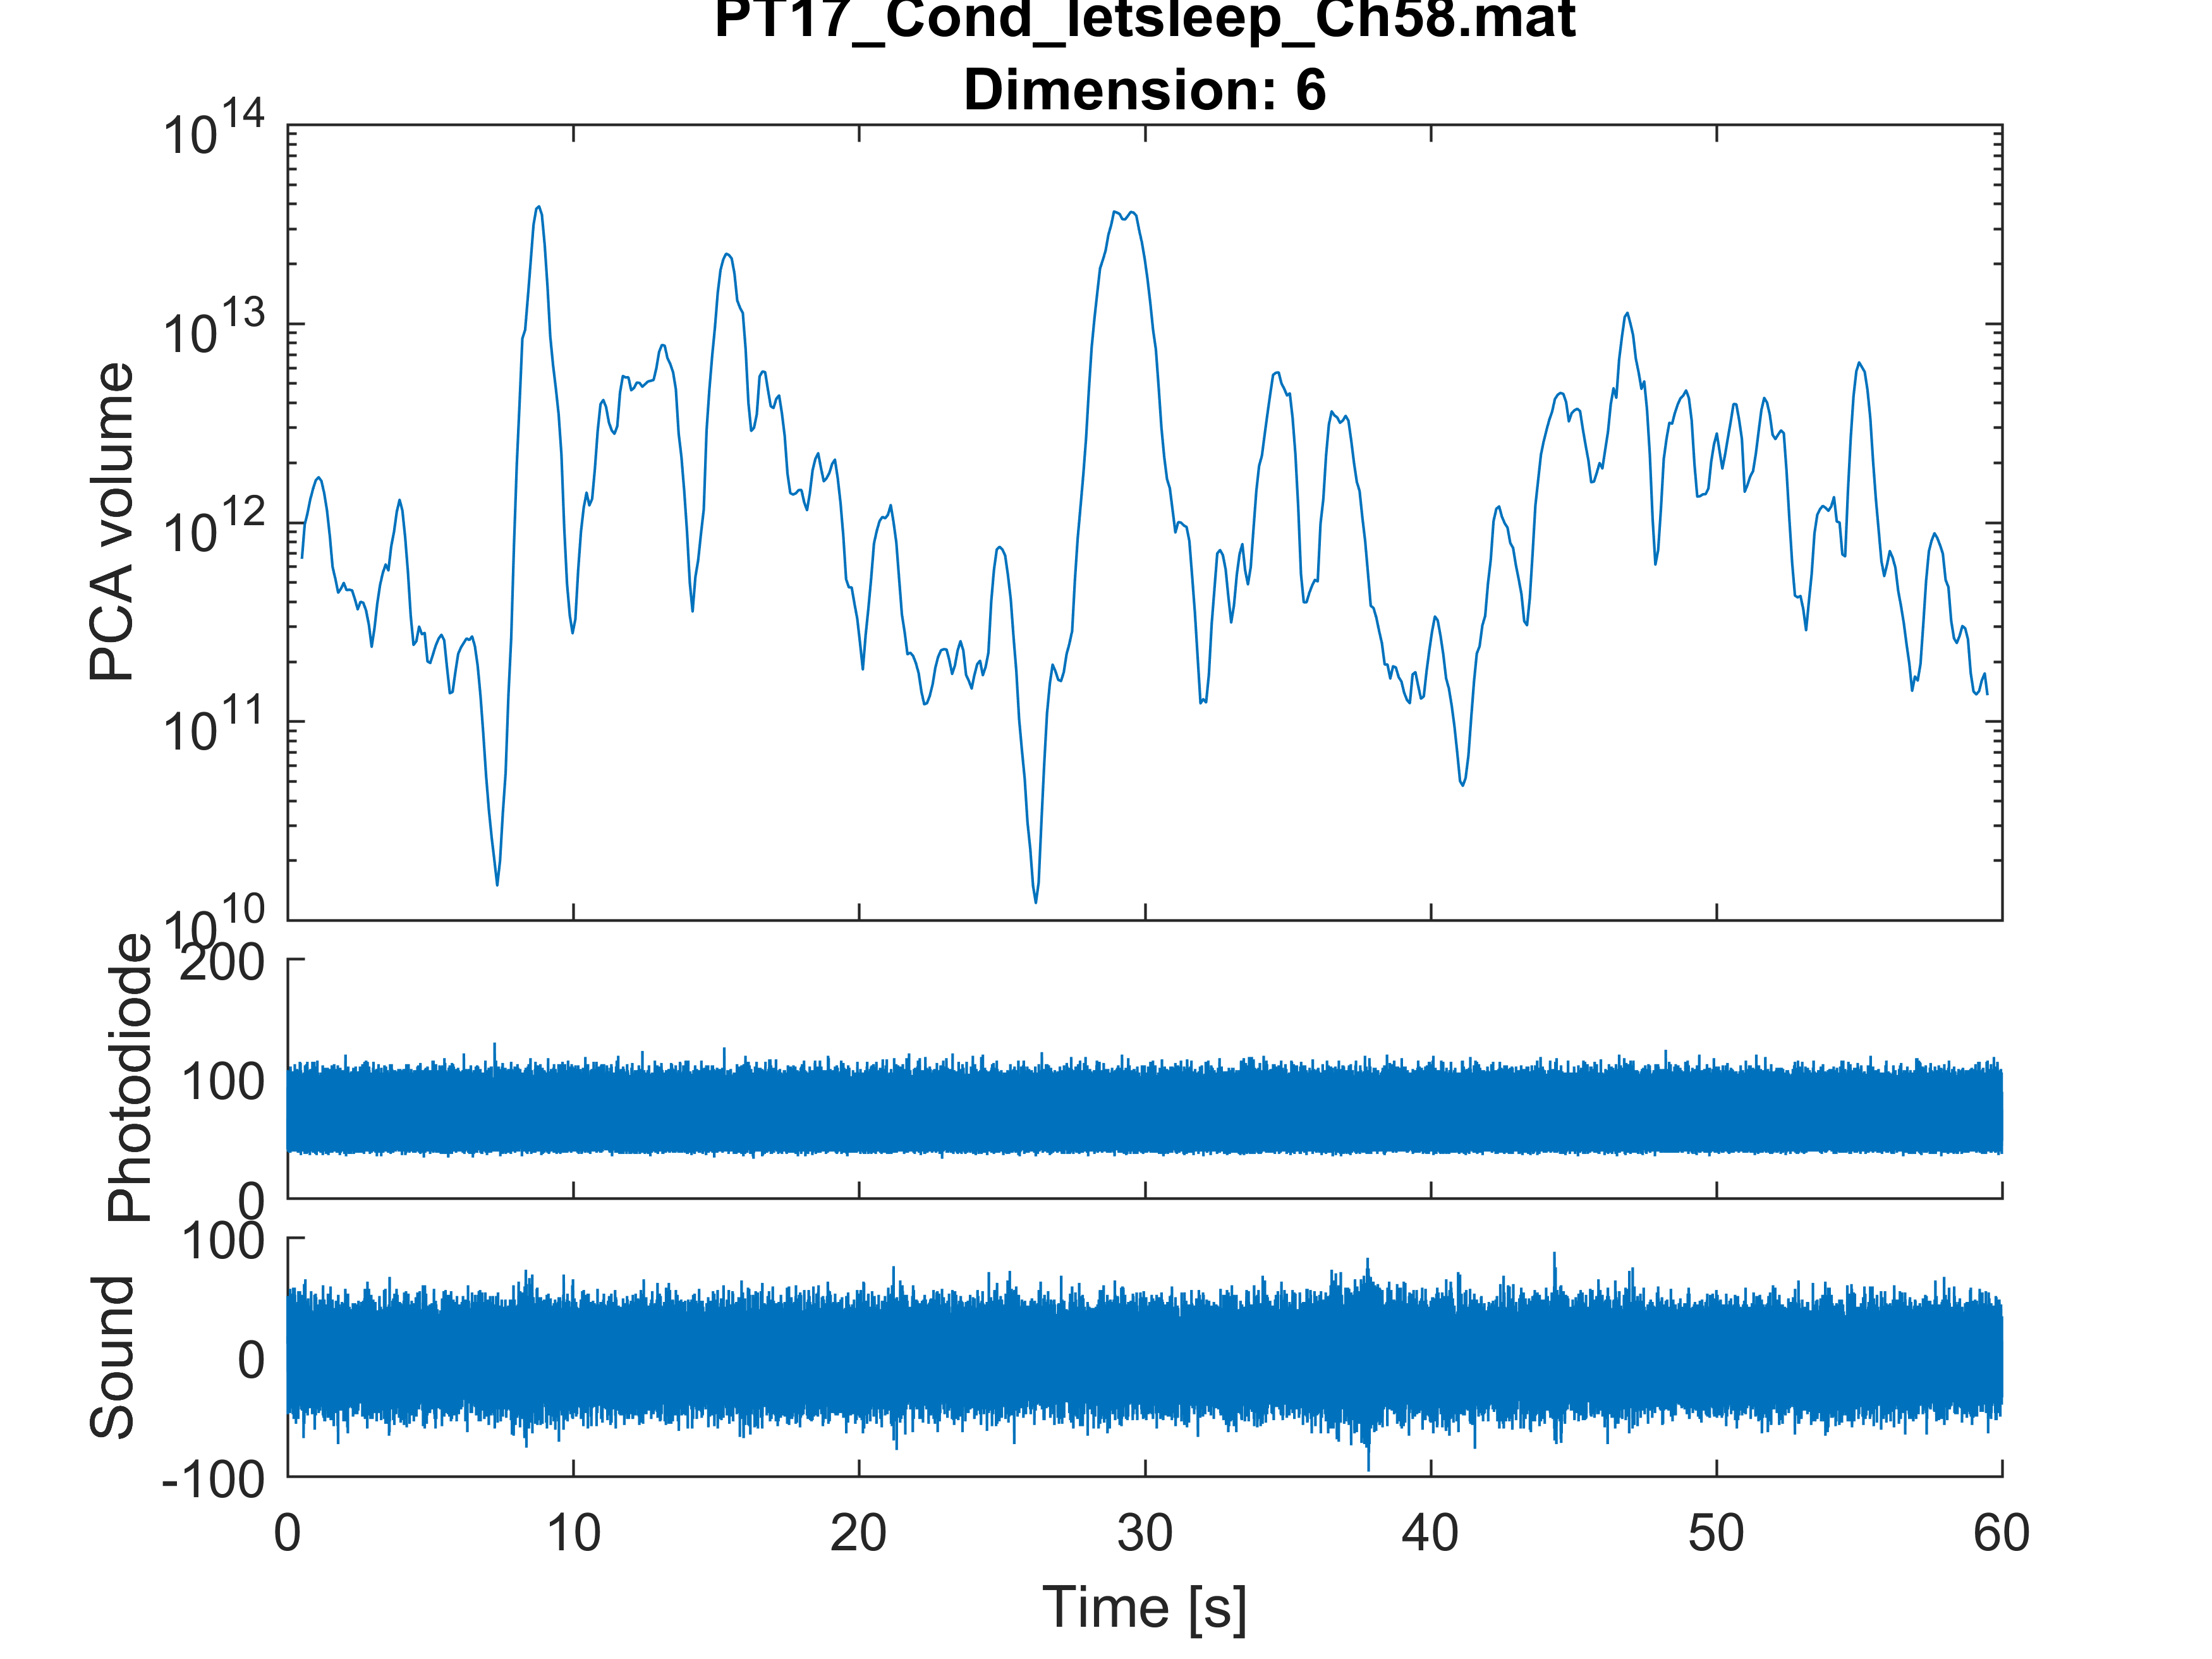 PT17_Cond_letsleep_Ch58.mat
Dimension: 6
PCA volume
10^14
10^13
10^12
10^11
10^10
Photodiode
200
100
0
Sound
100
0
-100
0 10 20 30 40 50 60
Time [s]